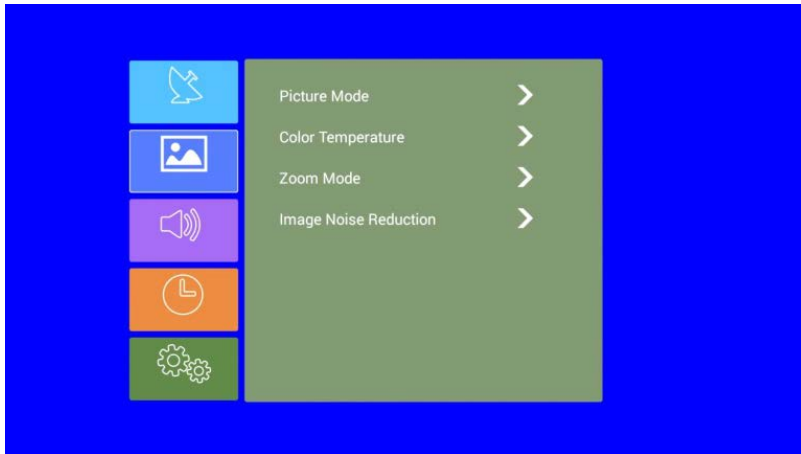 Picture Mode
Color Temperature
Zoom Mode
Image Noise Reduction